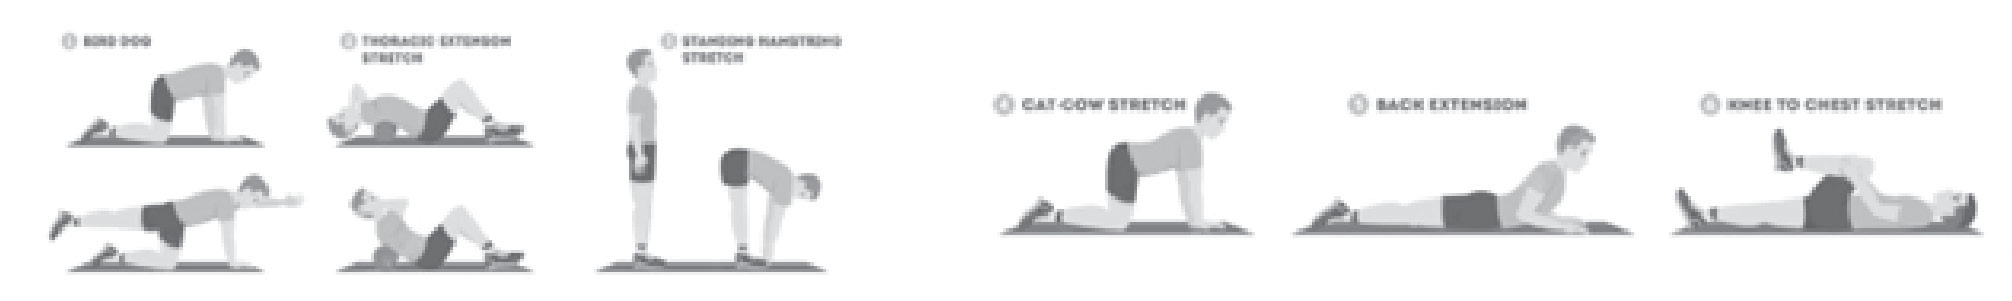 BIRD DOG
THORACIC EXTENSION
STRETCH
STANDING HAMSTRING
STRETCH
CAT-COW STRETCH
BACK EXTENSION
KNEE TO CHEST STRETCH